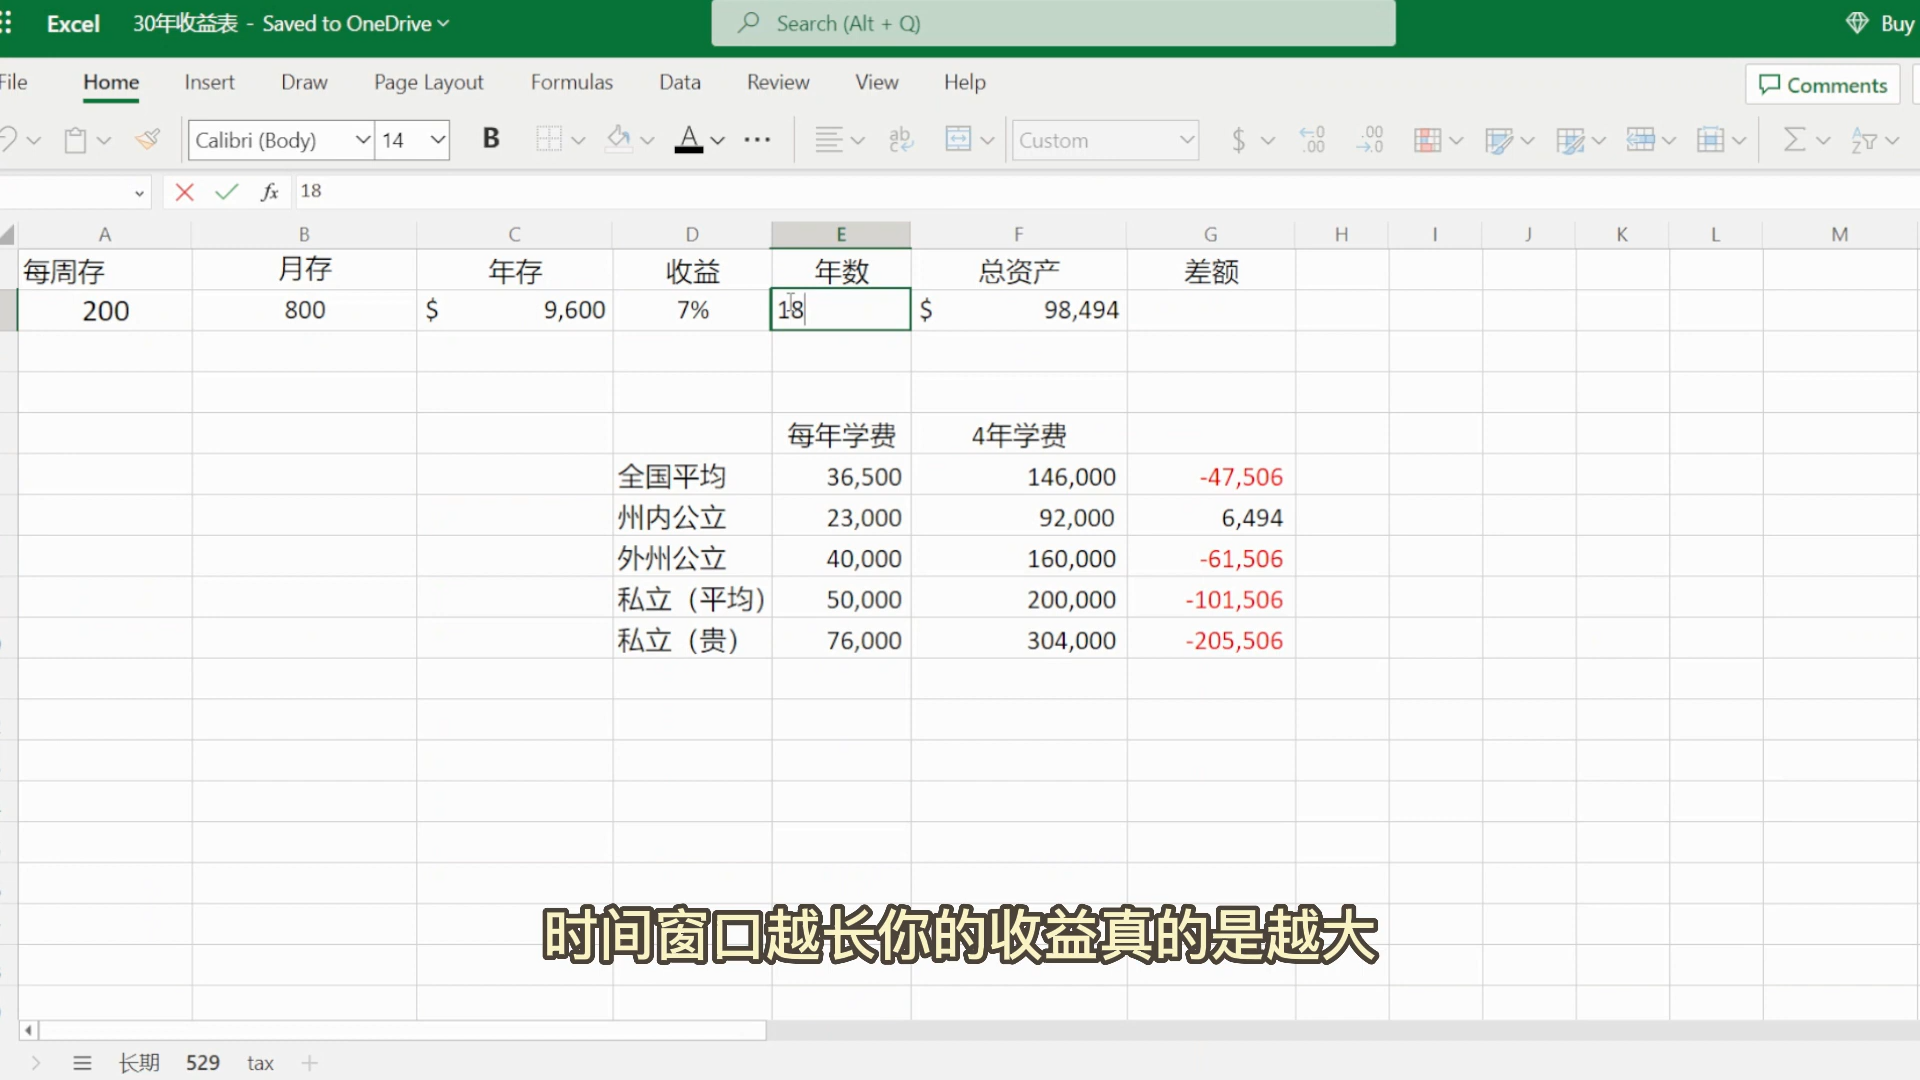 Excel 30年收益表 - Saved to OneDrive Search (Alt + Q) Buy
File Home Insert Draw Page Layout Formulas Data Review View Help Comments
Calibri (Body) 14 B A ... Custom $
fx 18
A B C D E F G H I J K L M
每周存 月存 年存 收益 年数 总资产 差额
200 800 $ 9,600 7% 18 $ 98,494
每年学费 4年学费
全国平均 36,500 146,000 -47,506
州内公立 23,000 92,000 6,494
外州公立 40,000 160,000 -61,506
私立（平均） 50,000 200,000 -101,506
私立（贵） 76,000 304,000 -205,506
时间窗口越长你的收益真的是越大
长期 529 tax